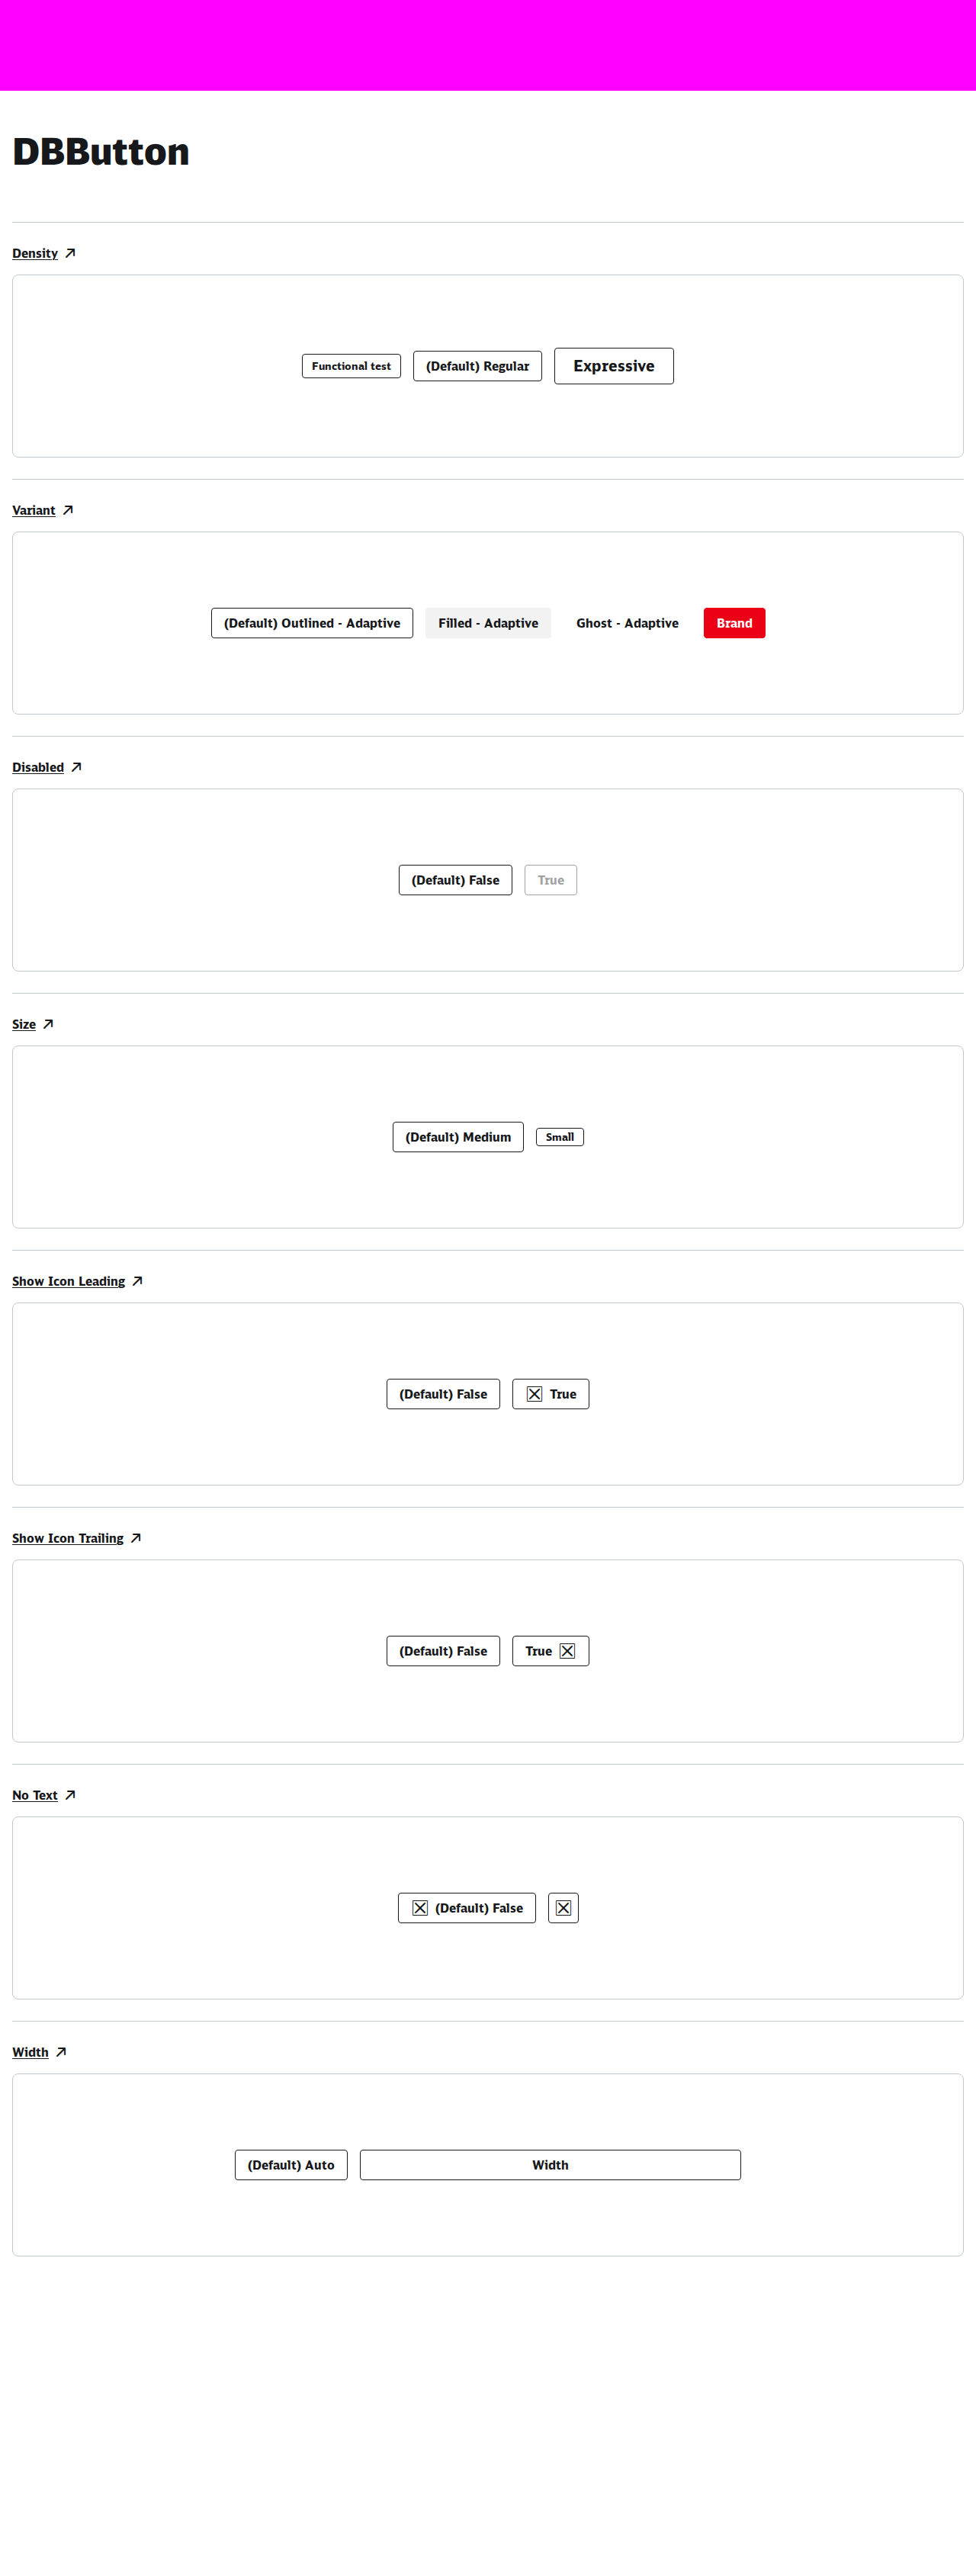 DBButton
Density
Functional test (Default) Regular Expressive
Variant
(Default) Outlined - Adaptive Filled - Adaptive Ghost - Adaptive Brand
Disabled
(Default) False True
Size
(Default) Medium Small
Show Icon Leading
(Default) False True
Show Icon Trailing
(Default) False True
No Text
(Default) False
Width
(Default) Auto Width